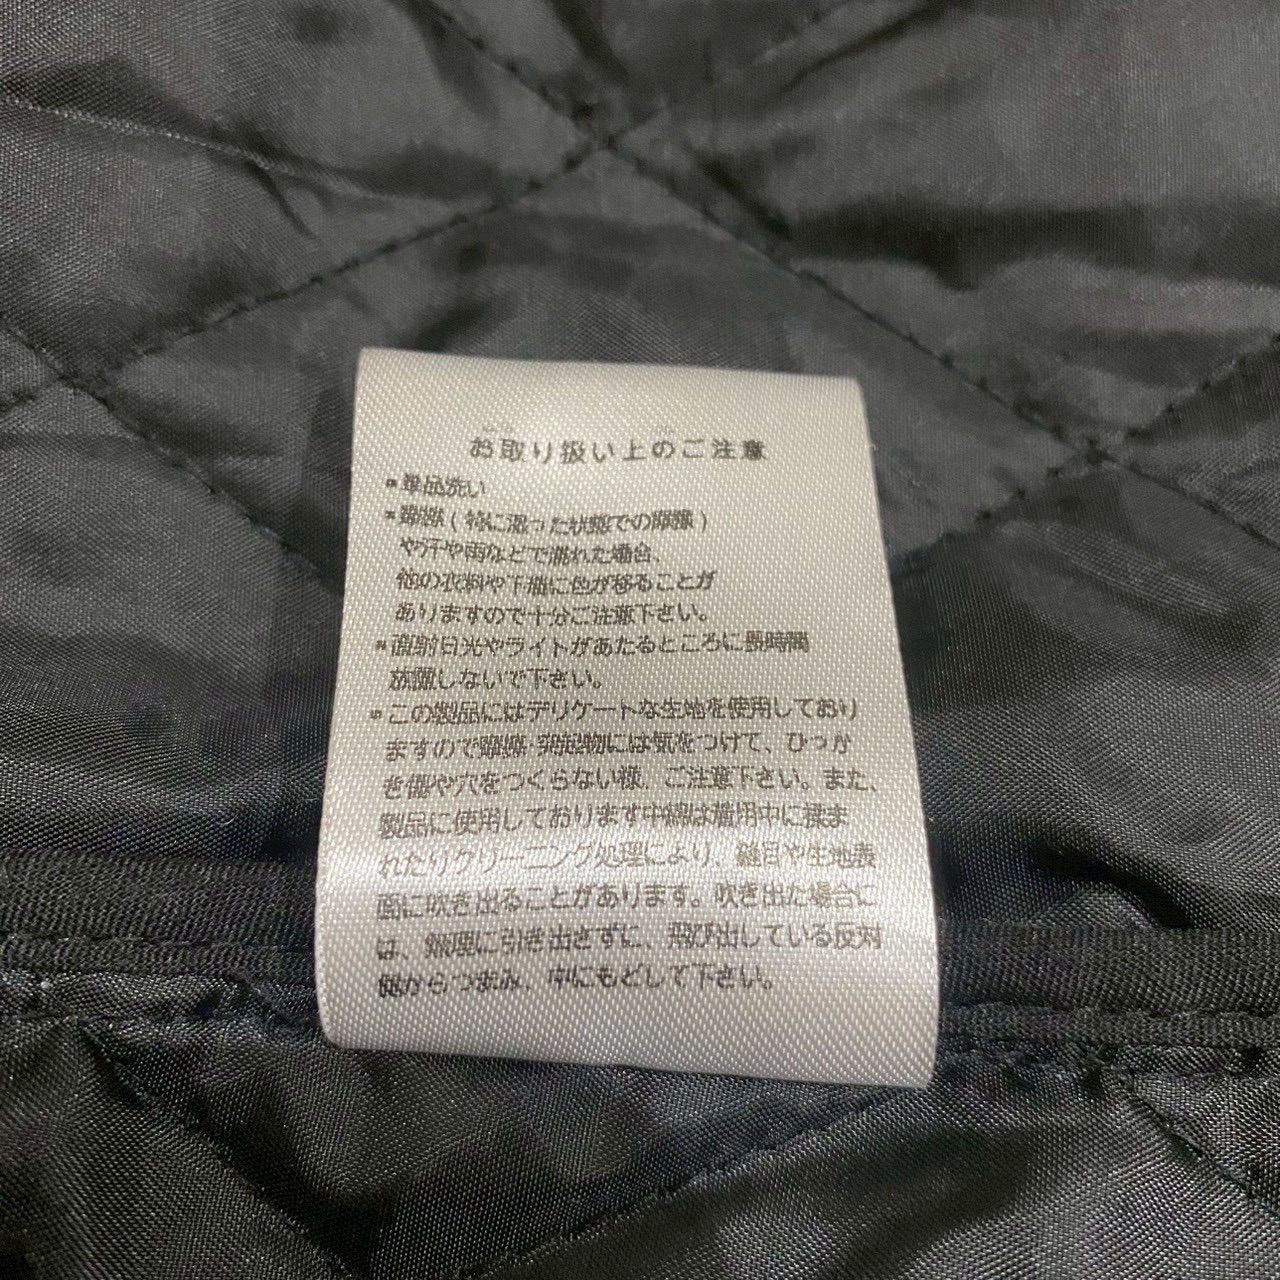 お取り扱い上のご注意
▪単品洗い
▪摩擦(特に湿った状態での摩擦)
や汗や雨などで濡れた場合、
他の衣料や下着に色が移ることが
ありますので十分ご注意下さい。
▪直射日光やライトがあたるところに長時間
放置しないで下さい。
▪この製品にはデリケートな生地を使用しており
ますので摩擦・突起物には気をつけて、ひっか
き傷や穴をつくらない様、ご注意下さい。また、
製品に使用しております中綿は着用中に揉ま
れたりクリーニング処理により、縫目や生地表
面に吹き出ることがあります。吹き出た場合に
は、無理に引き出さずに、飛び出している反対
側からつまみ、中にもどして下さい。